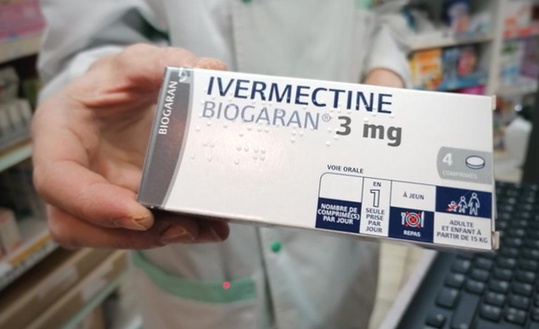 BIOGARAN
IVERMECTINE
BIOGARAN® 3 mg
4
COMPRIMÉS
VOIE ORALE
NOMBRE DE
COMPRIMÉ(S)
PAR JOUR
EN
1
SEULE
PRISE
PAR
JOUR
À JEUN
REPAS
ADULTE
ET ENFANT À
PARTIR DE 15 KG